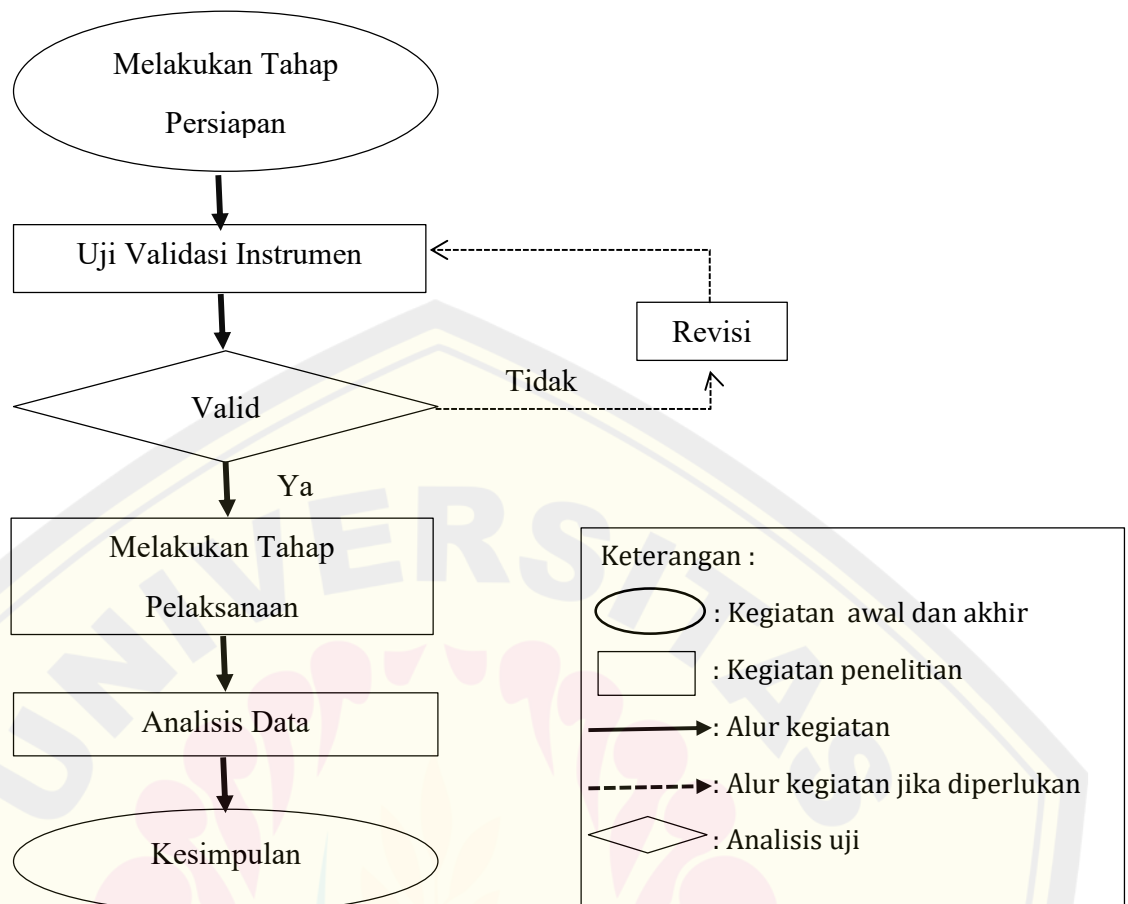 Melakukan Tahap
Persiapan
Uji Validasi Instrumen
Revisi
Tidak
Valid
Ya
Melakukan Tahap
Pelaksanaan
Analisis Data
Kesimpulan
Keterangan :
: Kegiatan awal dan akhir
: Kegiatan penelitian
: Alur kegiatan
: Alur kegiatan jika diperlukan
: Analisis uji
UNIVERSITAS